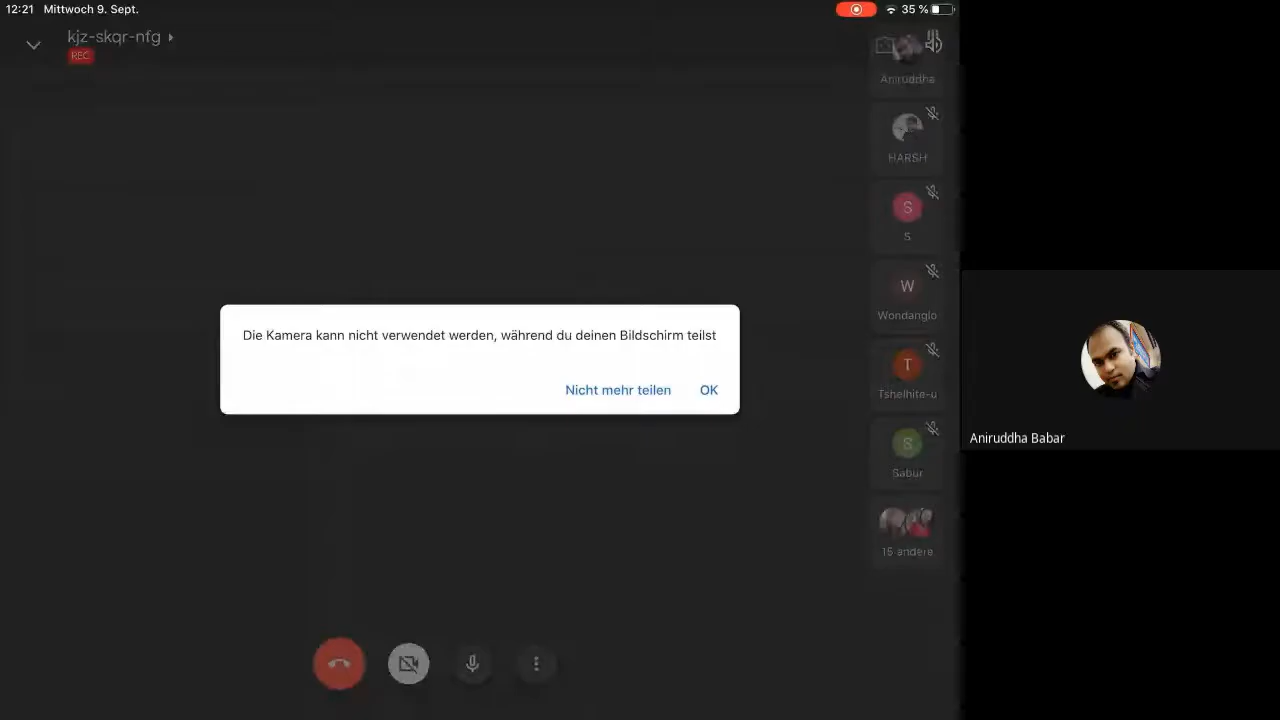 12:21 Mittwoch 9. Sept.
35 %
kjz-skqr-nfg
REC
Aniruddha
HARSH
S
S
W
Wondangio
T
Tshelhite-u
S
Sabur
15 andere
Die Kamera kann nicht verwendet werden, während du deinen Bildschirm teilst
Nicht mehr teilen OK
Aniruddha Babar